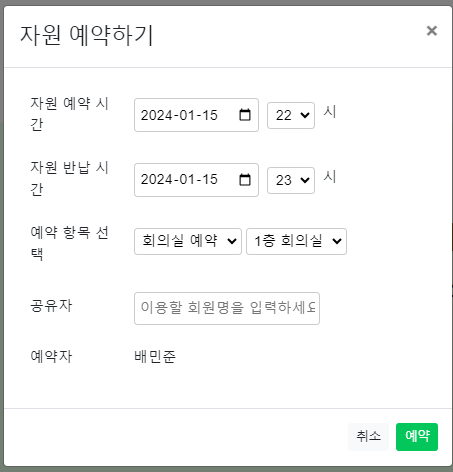 자원 예약하기 ×
자원 예약 시
간
2024-01-15 22 시
자원 반납 시
간
2024-01-15 23 시
예약 항목 선
택
회의실 예약 1층 회의실
공유자 이용할 회원명을 입력하세요
예약자 배민준
취소 예약